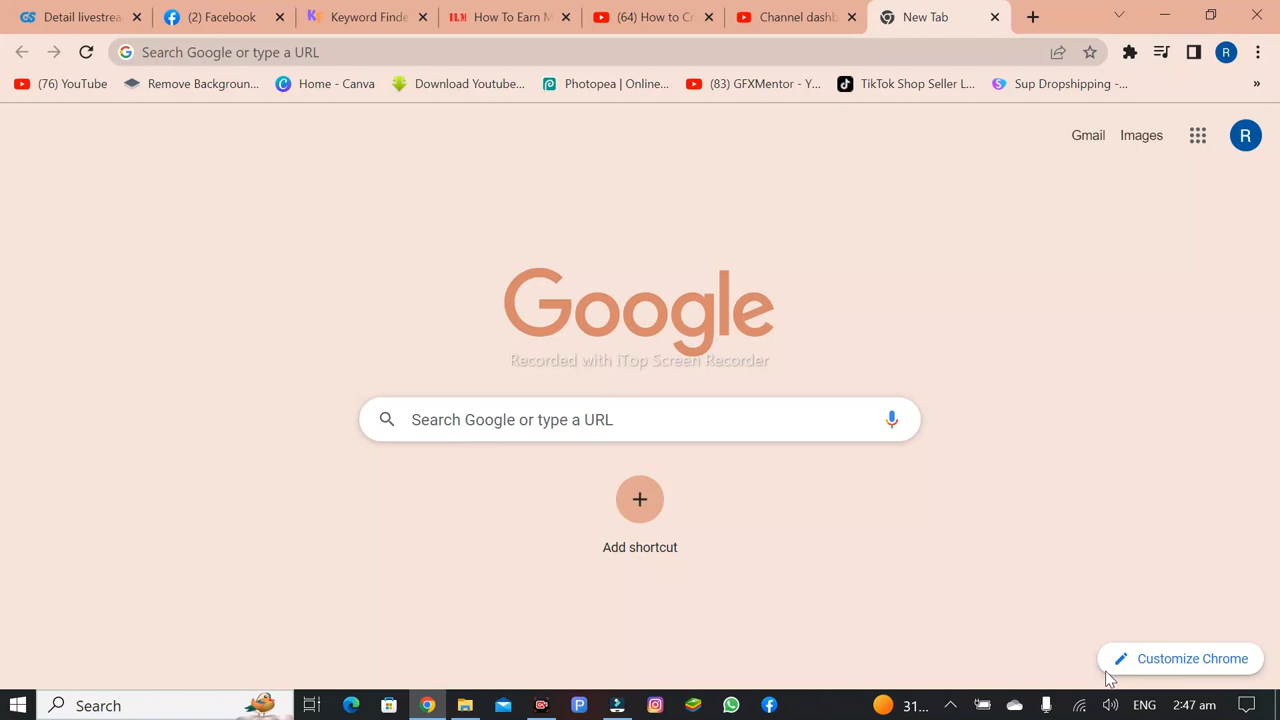 Detail livestrea
(2) Facebook
Keyword Finde
How To Earn M
(64) How to Cr
Channel dashb
New Tab
Search Google or type a URL
(76) YouTube
Remove Backgroun...
Home - Canva
Download Youtube...
Photopea | Online...
(83) GFXMentor - Y...
TikTok Shop Seller L...
Sup Dropshipping -...
»
Gmail
Images
R
Google
Recorded with iTop Screen Recorder
Search Google or type a URL
Add shortcut
Customize Chrome
Search
31...
ENG
2:47 am